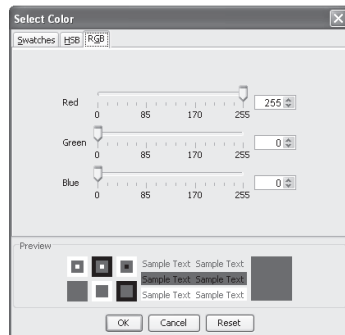 Select Color
Swatches HSB RGB
Red 255
0 85 170 255
Green 0
0 85 170 255
Blue 0
0 85 170 255
Preview
Sample Text Sample Text
Sample Text Sample Text
Sample Text Sample Text
OK Cancel Reset